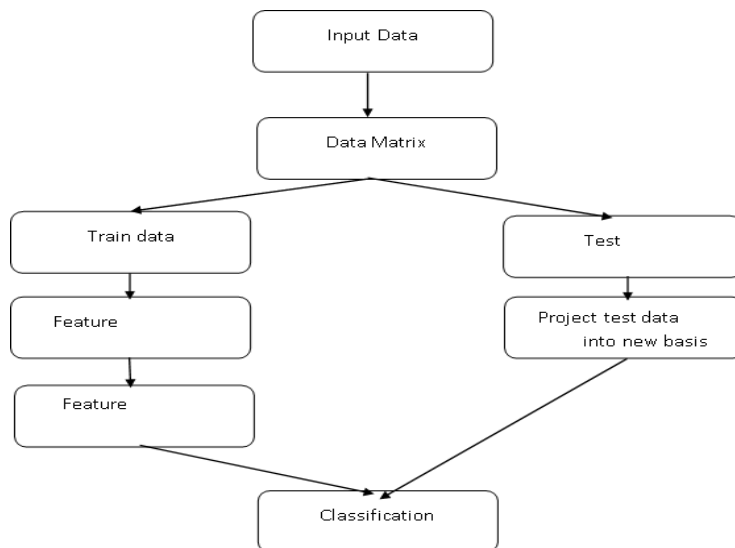 Input Data
Data Matrix
Train data
Test
Feature
Project test data
into new basis
Feature
Classification